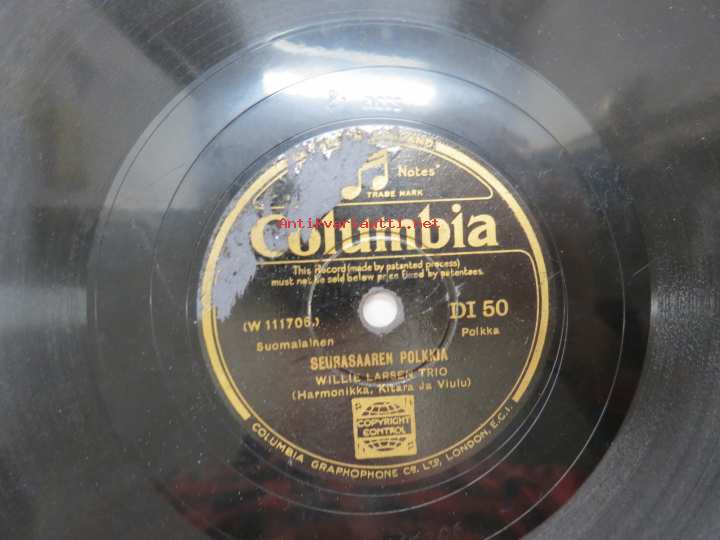 Notes"
TRADE MARK
Antikvariaatti.net
Columbia
This Record (made by patented process)
must not be sold below price fixed by patentees.
(W 111706.)
DI 50
Suomalainen
Polkka
SEURASAAREN POLKKIA
WILLIE LARSEN TRIO
(Harmonikka, Kitara Ja Viulu)
COPYRIGHT
CONTROL
COLUMBIA GRAPHOPHONE Co. LTD, LONDON, E.C.1.